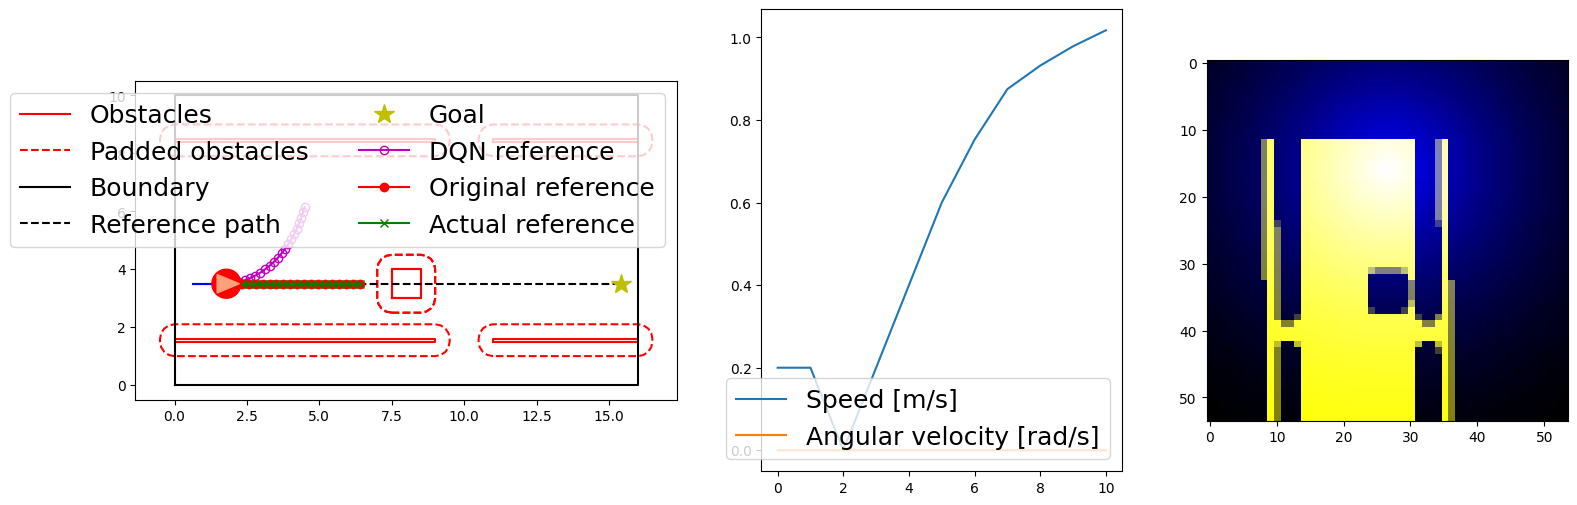 Obstacles
Padded obstacles
Boundary
Reference path
Goal
DQN reference
Original reference
Actual reference
10
8
6
4
2
0
0.0 2.5 5.0 7.5 10.0 12.5 15.0
1.0
0.8
0.6
0.4
0.2
0.0
Speed [m/s]
Angular velocity [rad/s]
0 2 4 6 8 10
0
10
20
30
40
50
0 10 20 30 40 50